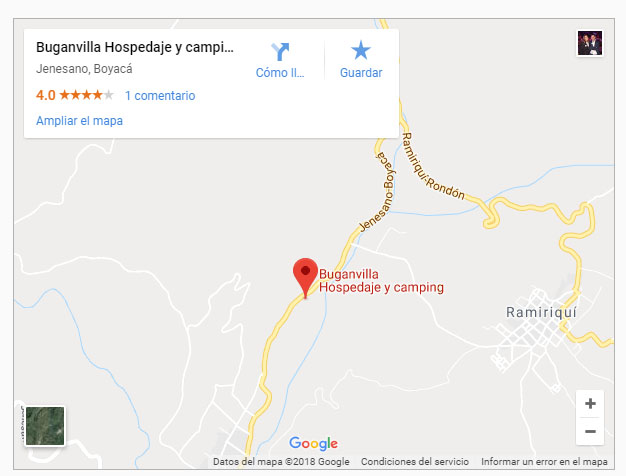 Buganvilla Hospedaje y campi...
Jenesano, Boyacá
4.0
1 comentario
Ampliar el mapa
Cómo ll...
Guardar
Ramiriquí-Rondón
Jenesano-Boyaca
Buganvilla
Hospedaje y camping
Ramiriquí
+
−
Google
Datos del mapa ©2018 Google
Condiciones del servicio
Informar un error en el mapa